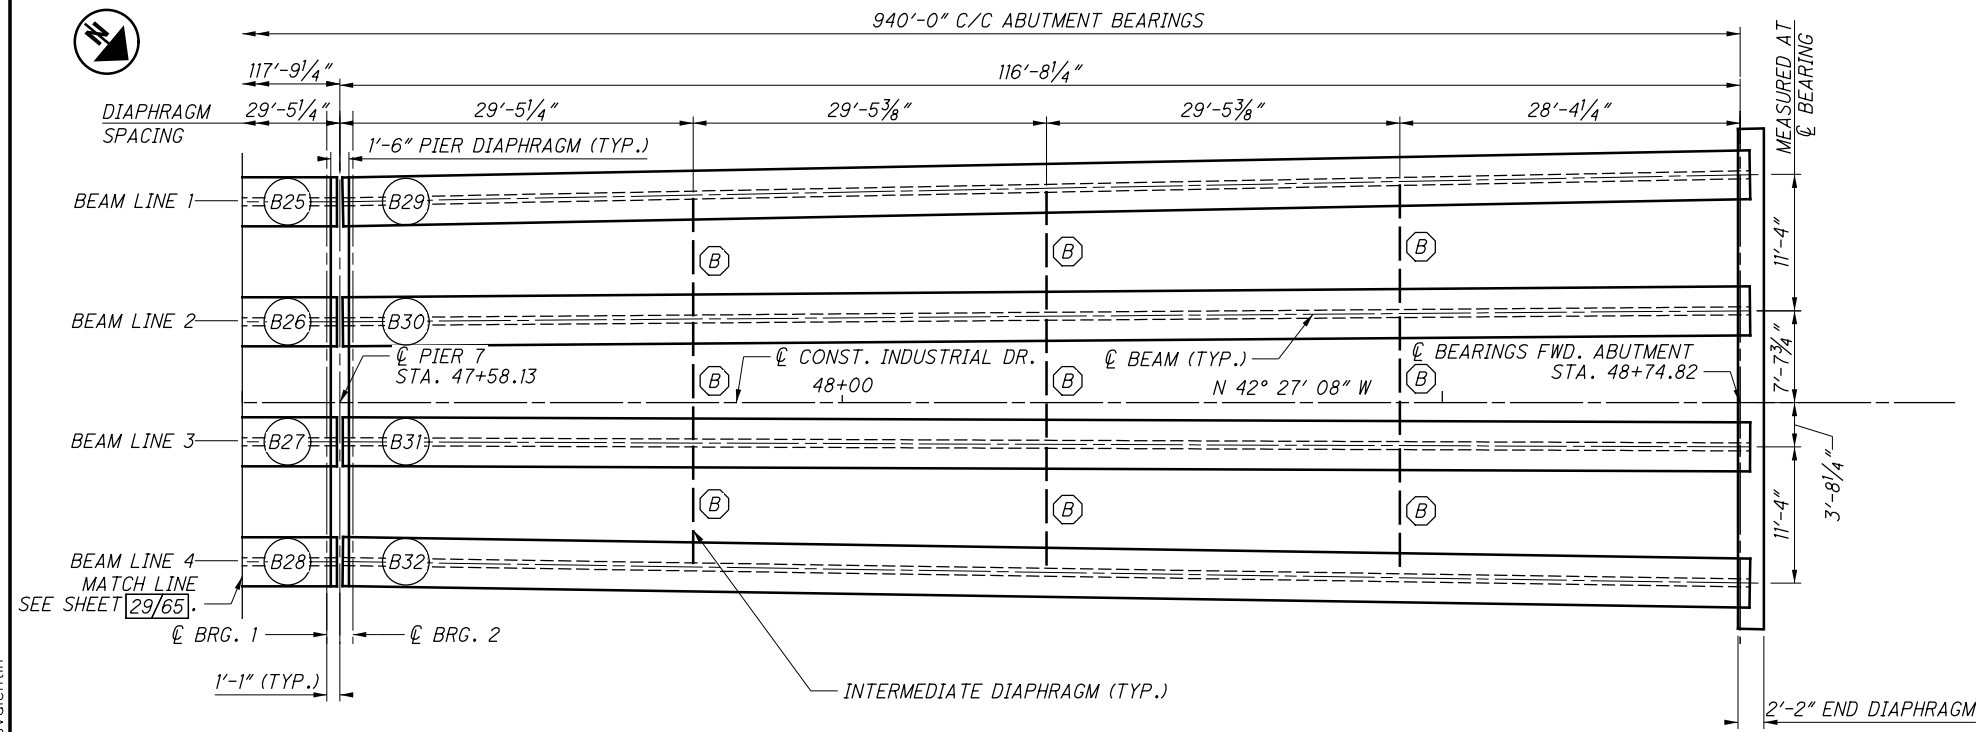 N
940'-0" C/C ABUTMENT BEARINGS
MEASURED AT
℄ BEARING
117'-9¼"
116'-8¼"
DIAPHRAGM
SPACING
29'-5¼"
29'-5¼"
29'-5⅜"
29'-5⅜"
28'-4¼"
1'-6" PIER DIAPHRAGM (TYP.)
BEAM LINE 1
B25
B29
B
B
B
11'-4"
BEAM LINE 2
B26
B30
℄ PIER 7
STA. 47+58.13
℄ CONST. INDUSTRIAL DR.
48+00
℄ BEAM (TYP.)
℄ BEARINGS FWD. ABUTMENT
STA. 48+74.82
N 42° 27' 08" W
B
B
B
7'-7¾"
BEAM LINE 3
B27
B31
3'-8¼"
B
B
B
11'-4"
BEAM LINE 4
B28
B32
MATCH LINE
SEE SHEET 29/65.
℄ BRG. 1
℄ BRG. 2
1'-1" (TYP.)
INTERMEDIATE DIAPHRAGM (TYP.)
2'-2" END DIAPHRAGM